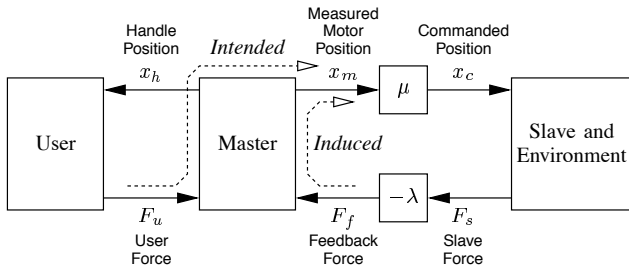 Handle
Position
x_h
Intended
Measured
Motor
Position
x_m
Commanded
Position
x_c
μ
User
Master
Induced
Slave and
Environment
−λ
F_u
User
Force
F_f
Feedback
Force
F_s
Slave
Force